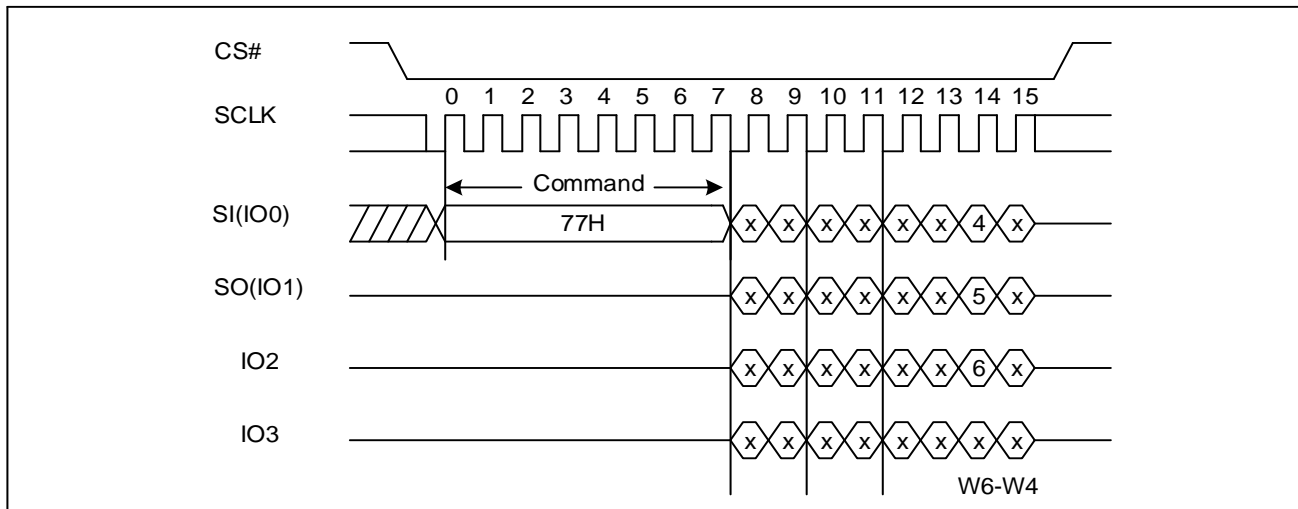 CS#
0 1 2 3 4 5 6 7 8 9 10 11 12 13 14 15
SCLK
Command
SI(IO0) 77H x x x x x x 4 x
SO(IO1) x x x x x x 5 x
IO2 x x x x x x 6 x
IO3 x x x x x x x x
W6-W4